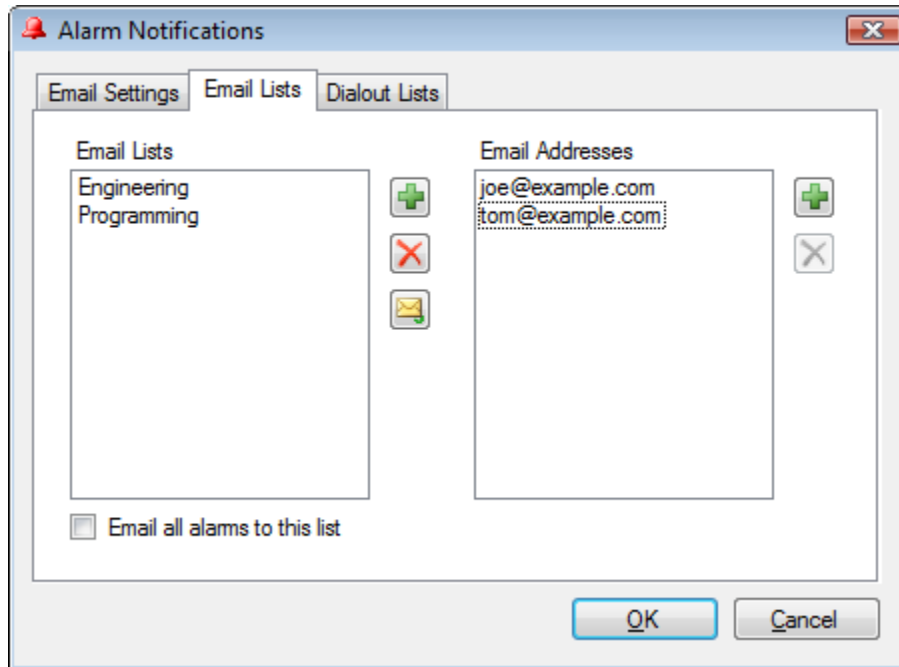 Alarm Notifications
Email Settings Email Lists Dialout Lists
Email Lists
Engineering
Programming
Email Addresses
joe@example.com
tom@example.com
Email all alarms to this list
OK Cancel